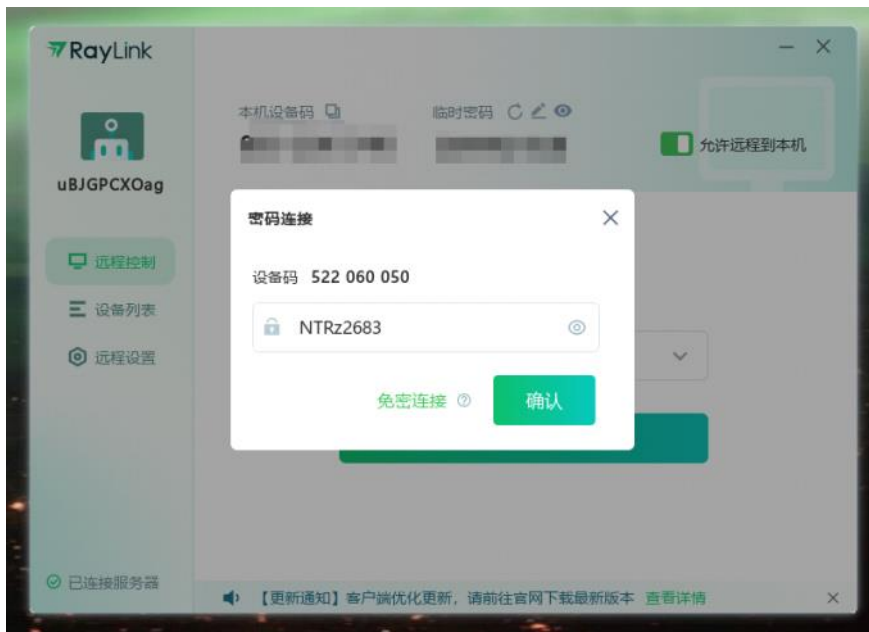 RayLink
本机设备码
临时密码
允许远程到本机
uBJGPCXOag
密码连接
设备码 522 060 050
NTRz2683
免密连接
确认
远程控制
设备列表
远程设置
已连接服务器
【更新通知】客户端优化更新，请前往官网下载最新版本 查看详情